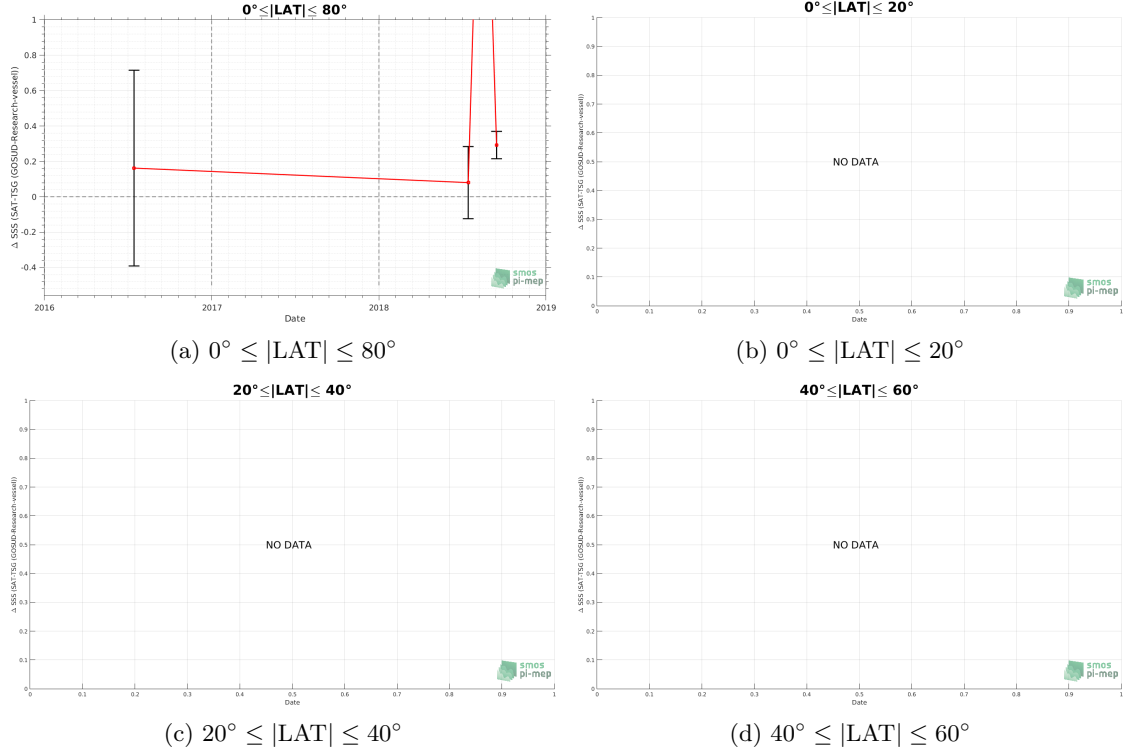 0°≤|LAT|≤ 80°
1
0.8
0.6
0.4
0.2
0
-0.2
-0.4
Δ SSS (SAT-TSG (GOSUD-Research-vessel))
2016
2017
2018
2019
Date
smos
pi-mep
(a) 0° ≤ |LAT| ≤ 80°
0°≤|LAT|≤ 20°
1
0.9
0.8
0.7
0.6
0.5
0.4
0.3
0.2
0.1
0
Δ SSS (SAT-TSG (GOSUD-Research-vessel))
NO DATA
0 0.1 0.2 0.3 0.4 0.5 0.6 0.7 0.8 0.9 1
Date
smos
pi-mep
(b) 0° ≤ |LAT| ≤ 20°
20°≤|LAT|≤ 40°
1
0.9
0.8
0.7
0.6
0.5
0.4
0.3
0.2
0.1
0
Δ SSS (SAT-TSG (GOSUD-Research-vessel))
NO DATA
0 0.1 0.2 0.3 0.4 0.5 0.6 0.7 0.8 0.9 1
Date
smos
pi-mep
(c) 20° ≤ |LAT| ≤ 40°
40°≤|LAT|≤ 60°
1
0.9
0.8
0.7
0.6
0.5
0.4
0.3
0.2
0.1
0
Δ SSS (SAT-TSG (GOSUD-Research-vessel))
NO DATA
0 0.1 0.2 0.3 0.4 0.5 0.6 0.7 0.8 0.9 1
Date
smos
pi-mep
(d) 40° ≤ |LAT| ≤ 60°